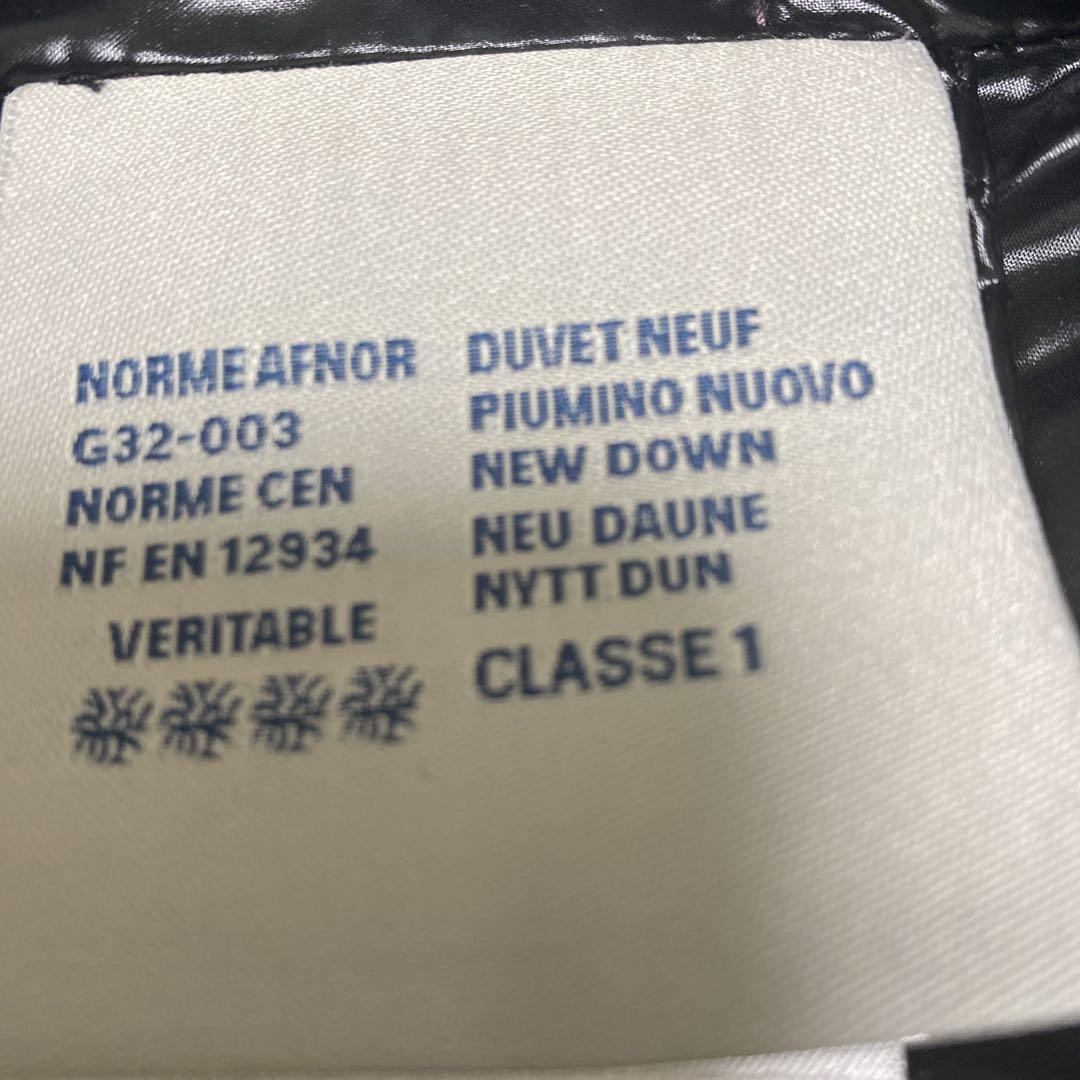 NORME AFNOR
G32-003
NORME CEN
NF EN 12934
VERITABLE
DUVET NEUF
PIUMINO NUOVO
NEW DOWN
NEU DAUNE
NYTT DUN
CLASSE 1